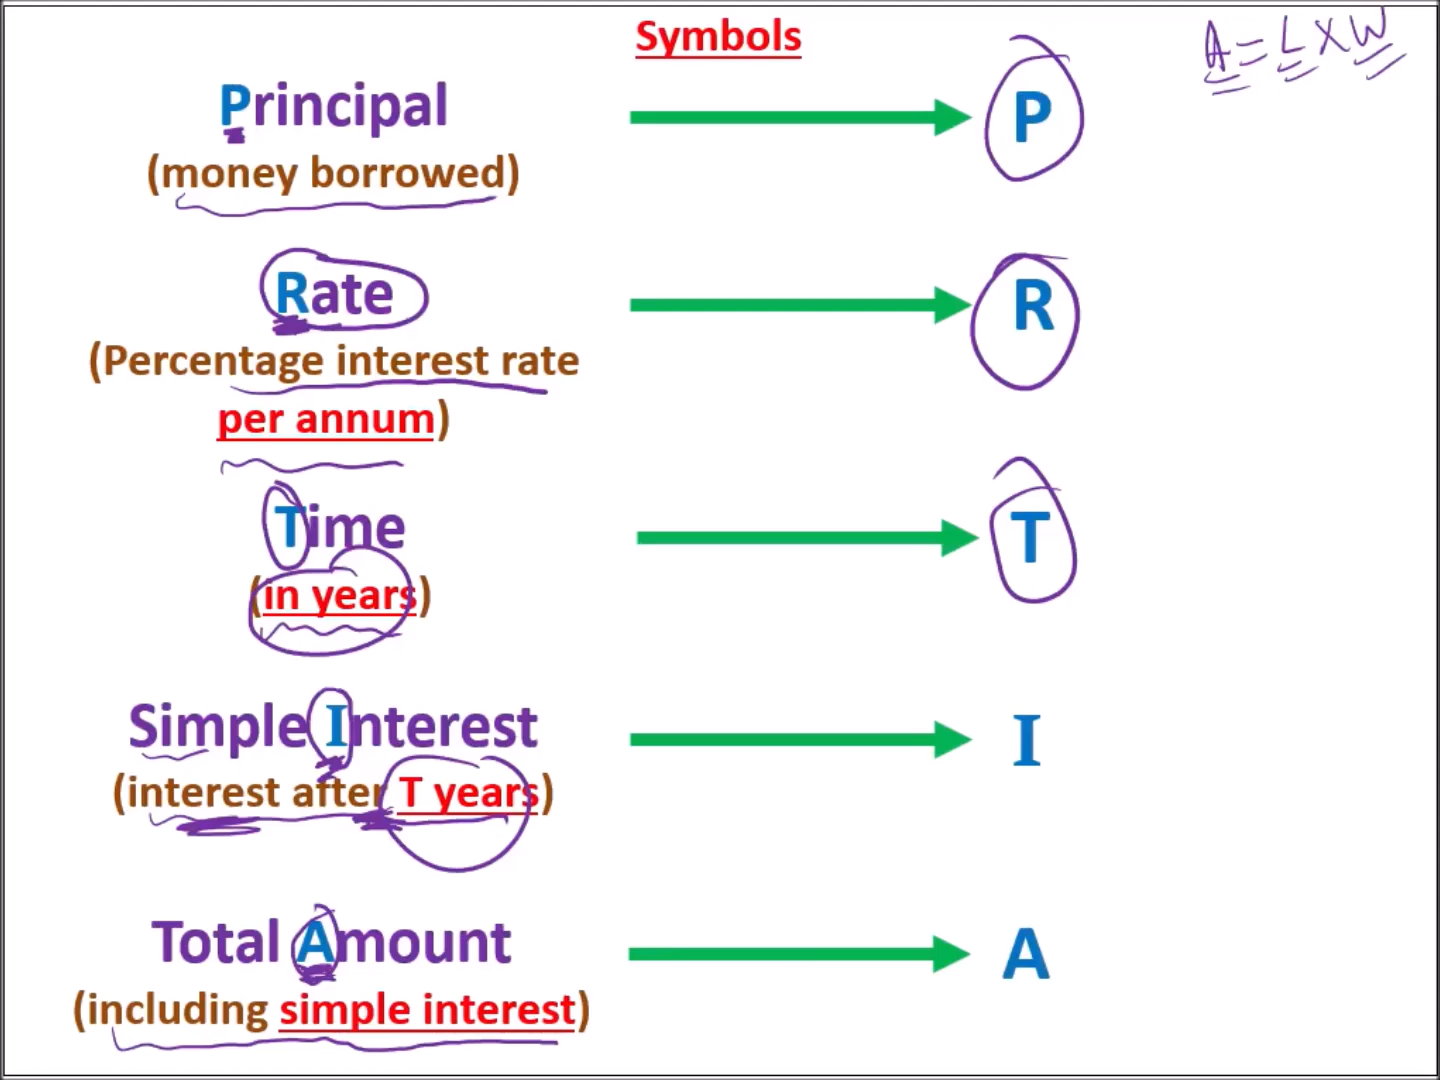 Symbols
A = L X W
Principal P
(money borrowed)
Rate R
(Percentage interest rate
per annum)
Time T
(in years)
Simple Interest I
(interest after T years)
Total Amount A
(including simple interest)